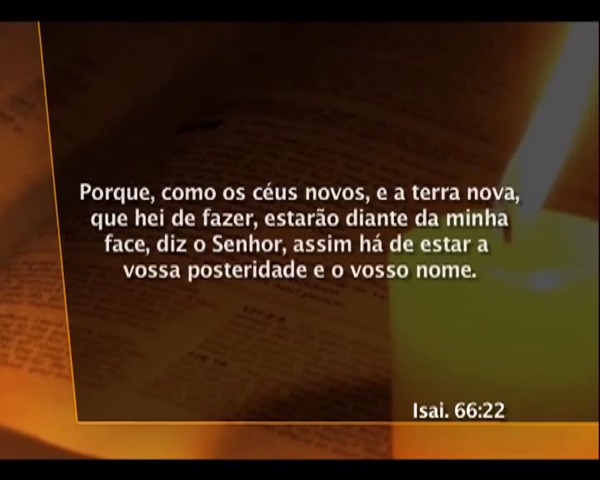 Porque, como os céus novos, e a terra nova,
que hei de fazer, estarão diante da minha
face, diz o Senhor, assim há de estar a
vossa posteridade e o vosso nome.
Isai. 66:22